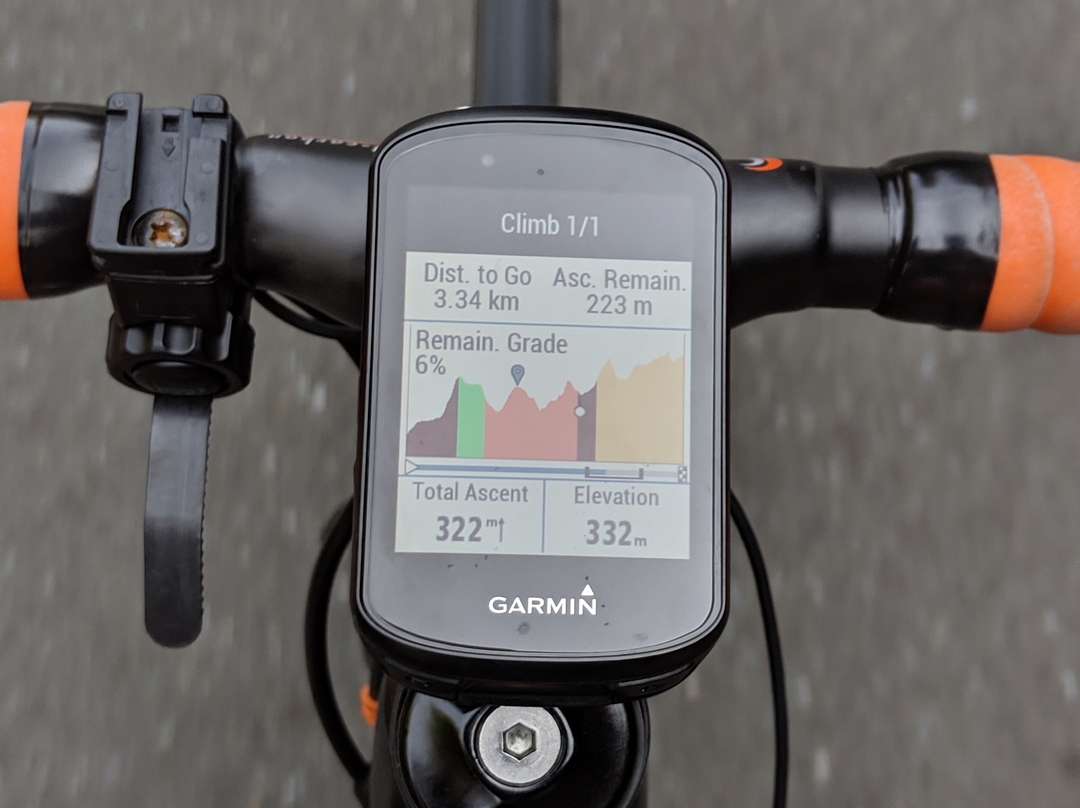 Climb 1/1
Dist. to Go
3.34 km
Asc. Remain.
223 m
Remain. Grade
6%
Total Ascent
322 m↑
Elevation
332 m
GARMIN